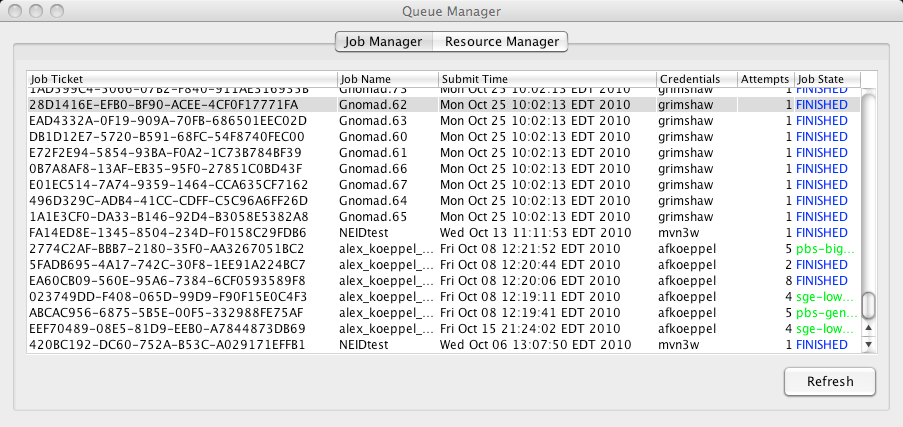 Queue Manager
Job Manager Resource Manager
Job Ticket Job Name Submit Time Credentials Attempts Job State
1AD399C4-3066-07B2-F840-911AE316935B Gnomad.73 Mon Oct 25 10:02:13 EDT 2010 grimshaw 1 FINISHED
28D1416E-EFB0-BF90-ACEE-4CF0F17771FA Gnomad.62 Mon Oct 25 10:02:13 EDT 2010 grimshaw 1 FINISHED
EAD4332A-0F19-909A-70FB-686501EEC02D Gnomad.63 Mon Oct 25 10:02:13 EDT 2010 grimshaw 1 FINISHED
DB1D12E7-5720-B591-68FC-54F8740FEC00 Gnomad.60 Mon Oct 25 10:02:13 EDT 2010 grimshaw 1 FINISHED
E72F2E94-5854-93BA-F0A2-1C73B784BF39 Gnomad.61 Mon Oct 25 10:02:13 EDT 2010 grimshaw 1 FINISHED
0B7A8AF8-13AF-EB35-95F0-27851C0BD43F Gnomad.66 Mon Oct 25 10:02:13 EDT 2010 grimshaw 1 FINISHED
E01EC514-7A74-9359-1464-CCA635CF7162 Gnomad.67 Mon Oct 25 10:02:13 EDT 2010 grimshaw 1 FINISHED
496D329C-ADB4-41CC-CDFF-C5C96A6FF26D Gnomad.64 Mon Oct 25 10:02:13 EDT 2010 grimshaw 1 FINISHED
1A1E3CF0-DA33-B146-92D4-B3058E5382A8 Gnomad.65 Mon Oct 25 10:02:13 EDT 2010 grimshaw 1 FINISHED
FA14ED8E-1345-8504-234D-F0158C29FDB6 NEIDtest Wed Oct 13 11:11:53 EDT 2010 mvn3w 1 FINISHED
2774C2AF-BBB7-2180-35F0-AA3267051BC2 alex_koeppel_... Fri Oct 08 12:21:52 EDT 2010 afkoeppel 5 pbs-big...
5FADB695-4A17-742C-30F8-1EE91A224BC7 alex_koeppel_... Fri Oct 08 12:20:44 EDT 2010 afkoeppel 2 FINISHED
EA60CB09-560E-95A6-7384-6CF0593589F8 alex_koeppel_... Fri Oct 08 12:20:06 EDT 2010 afkoeppel 8 FINISHED
023749DD-F408-065D-99D9-F90F15E0C4F3 alex_koeppel_... Fri Oct 08 12:19:11 EDT 2010 afkoeppel 4 sge-low...
ABCAC956-6875-5B5E-00F5-332988FE75AF alex_koeppel_... Fri Oct 08 12:19:41 EDT 2010 afkoeppel 5 pbs-gen...
EEF70489-08E5-81D9-EEB0-A7844873DB69 alex_koeppel_... Fri Oct 15 21:24:02 EDT 2010 afkoeppel 4 sge-low...
420BC192-DC60-752A-B53C-A029171EFFB1 NEIDtest Wed Oct 06 13:07:50 EDT 2010 mvn3w 1 FINISHED
Refresh